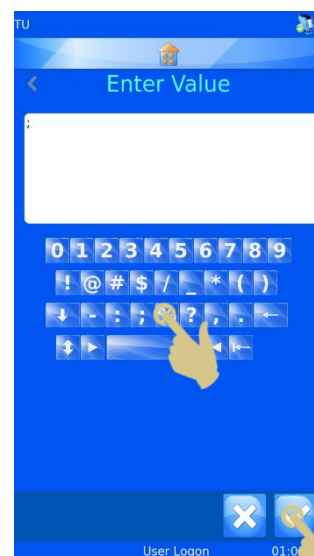 TU
Enter Value
;
0 1 2 3 4 5 6 7 8 9
! @ # $ / _ * ( )
- : ; ? , .
User Logon 01:0